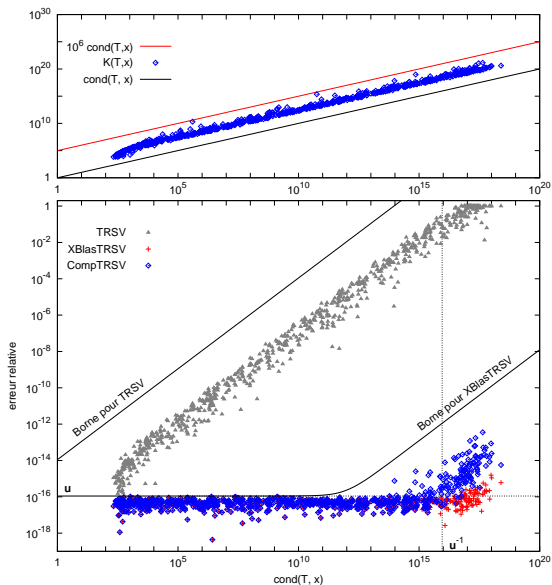 10^20
10^10
1
10^6 cond(T,x)
K(T,x)
cond(T, x)
1 10^5 10^10 10^15 10^20
1
10^-2
10^-4
10^-6
10^-8
10^-10
10^-12
10^-14
10^-16
10^-18
erreur relative
TRSV
XBlasTRSV
CompTRSV
Borne pour TRSV
Borne pour XBlasTRSV
u
u^-1
1 10^5 10^10 10^15 10^20
cond(T, x)